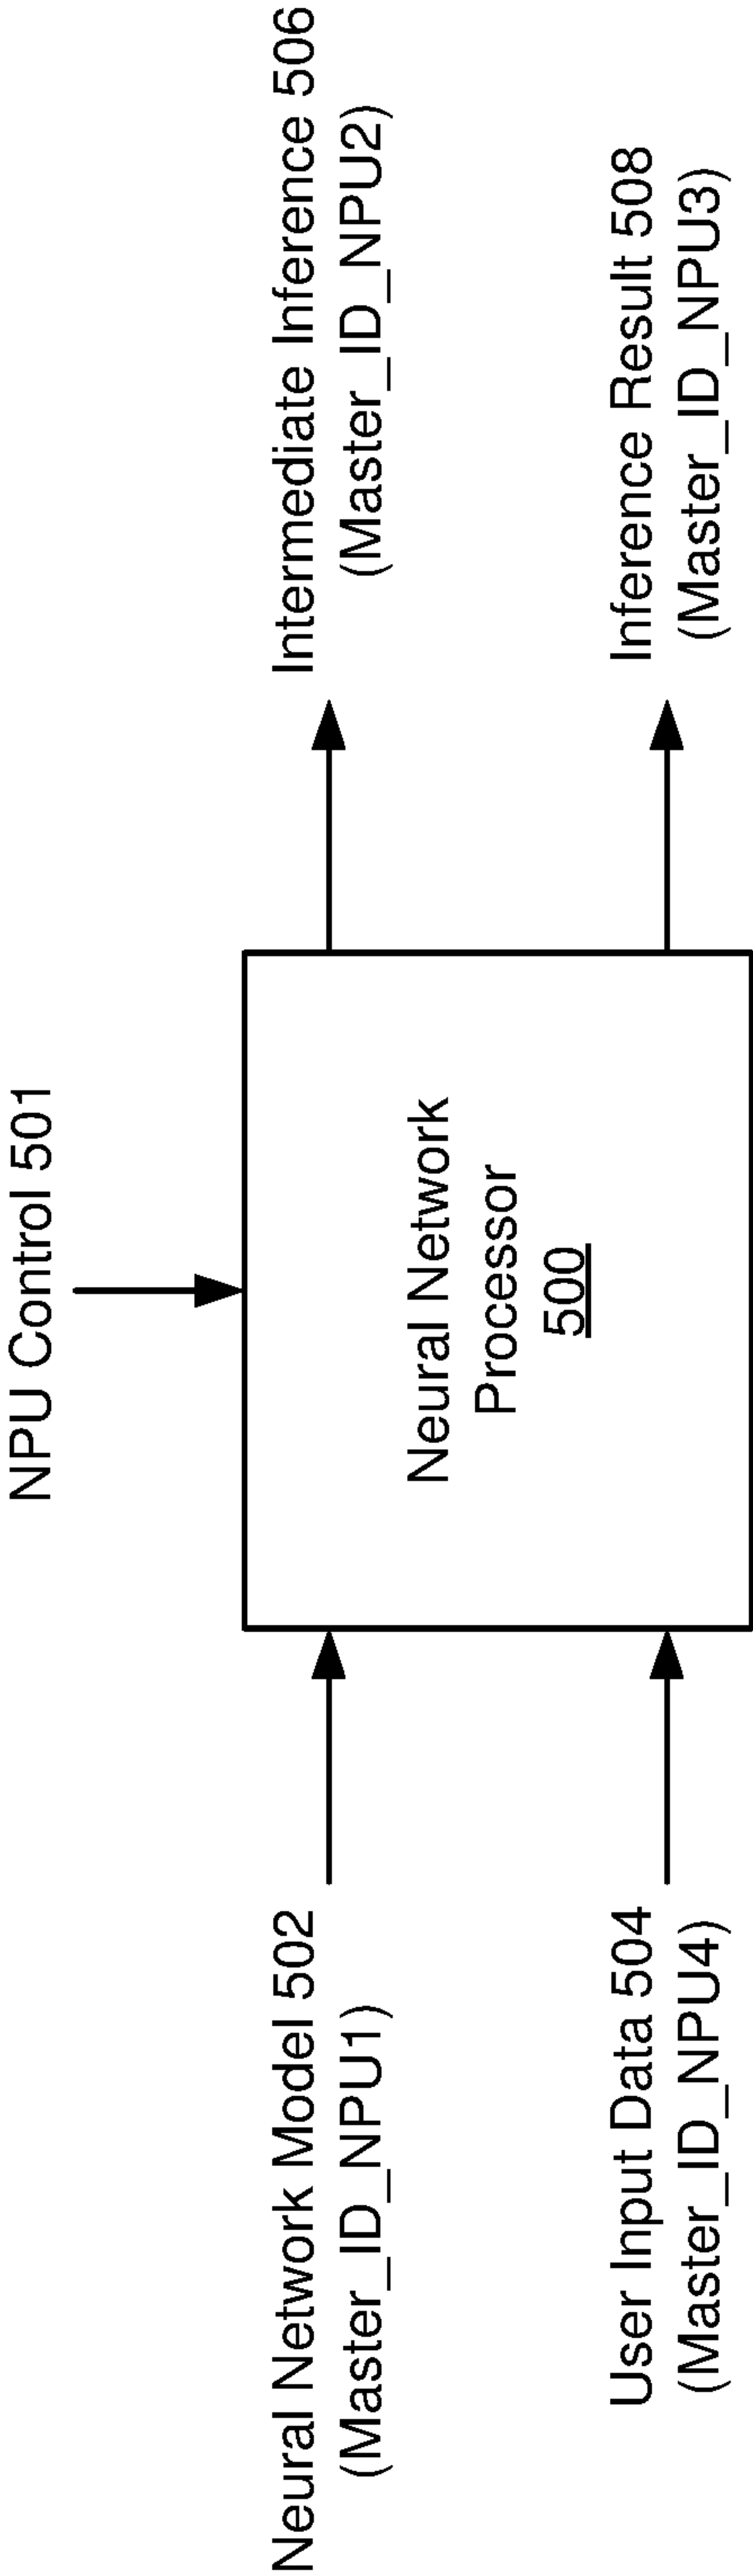 NPU Control 501
Neural Network Model 502
(Master_ID_NPU1)
User Input Data 504
(Master_ID_NPU4)
Neural Network
Processor
500
Intermediate Inference 506
(Master_ID_NPU2)
Inference Result 508
(Master_ID_NPU3)